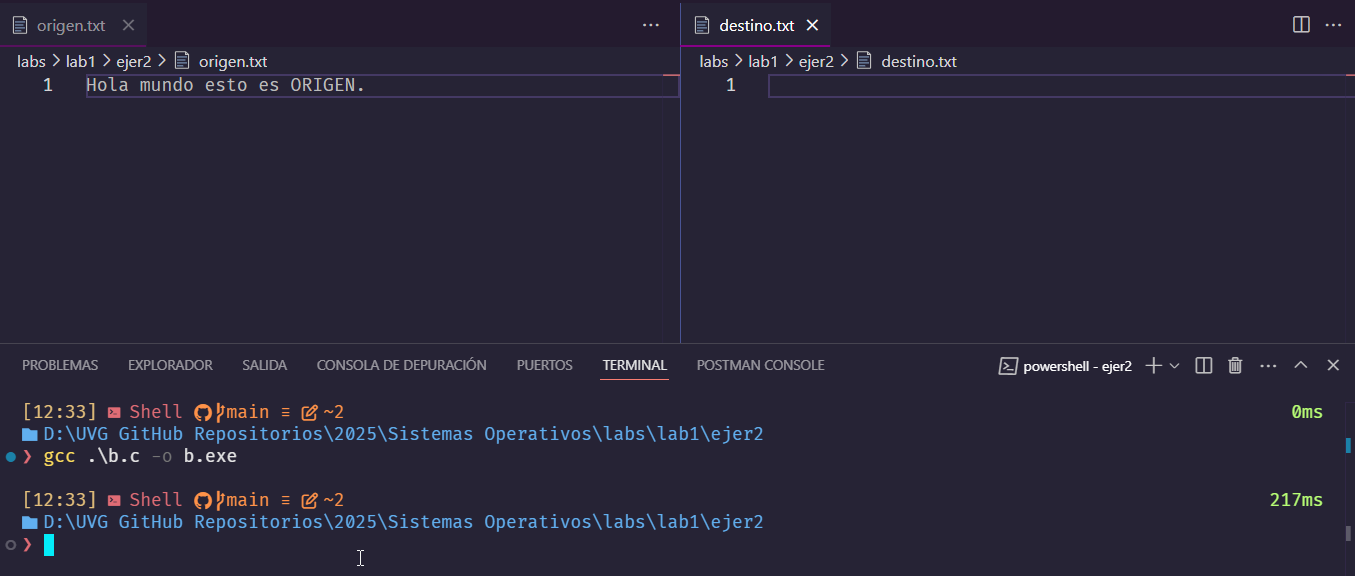 origen.txt
destino.txt
labs > lab1 > ejer2 > origen.txt
labs > lab1 > ejer2 > destino.txt
1 Hola mundo esto es ORIGEN.
1
PROBLEMAS EXPLORADOR SALIDA CONSOLA DE DEPURACIÓN PUERTOS TERMINAL POSTMAN CONSOLE powershell - ejer2
[12:33] Shell main ≡ ~2 0ms
D:\UVG GitHub Repositorios\2025\Sistemas Operativos\labs\lab1\ejer2
❯ gcc .\b.c -o b.exe
[12:33] Shell main ≡ ~2 217ms
D:\UVG GitHub Repositorios\2025\Sistemas Operativos\labs\lab1\ejer2
❯